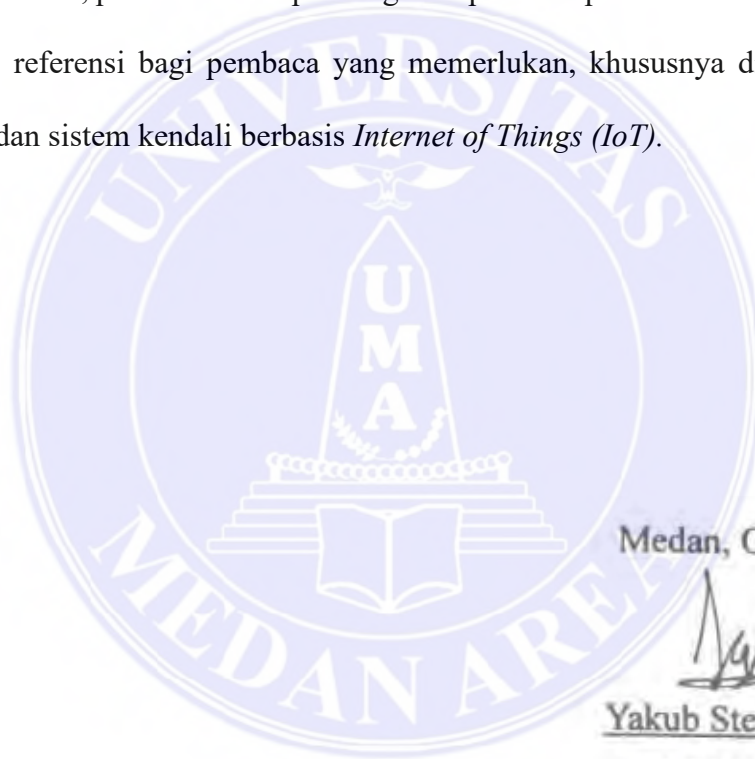 referensi bagi pembaca yang memerlukan, khususnya
dan sistem kendali berbasis Internet of Things (IoT).
UNIVERSITAS
UMA
MEDAN AREA
Medan,
Yakub